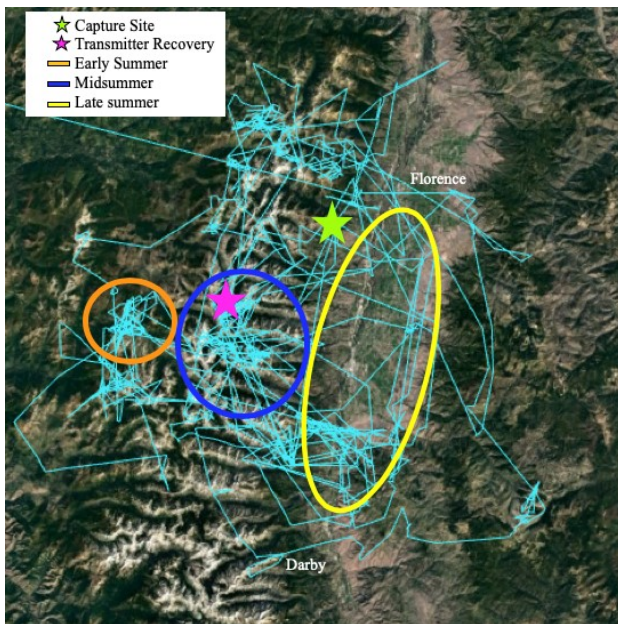 Capture Site
Transmitter Recovery
Early Summer
Midsummer
Late summer
Florence
Darby